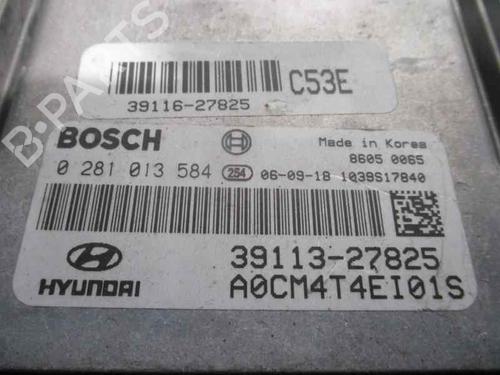 C53E
39116-27825
B-PARTS
BOSCH
Made in Korea
8605 0065
0 281 013 584 254 06-09-18 1039S17840
39113-27825
HYUNDAI
A0CM4T4EI01S